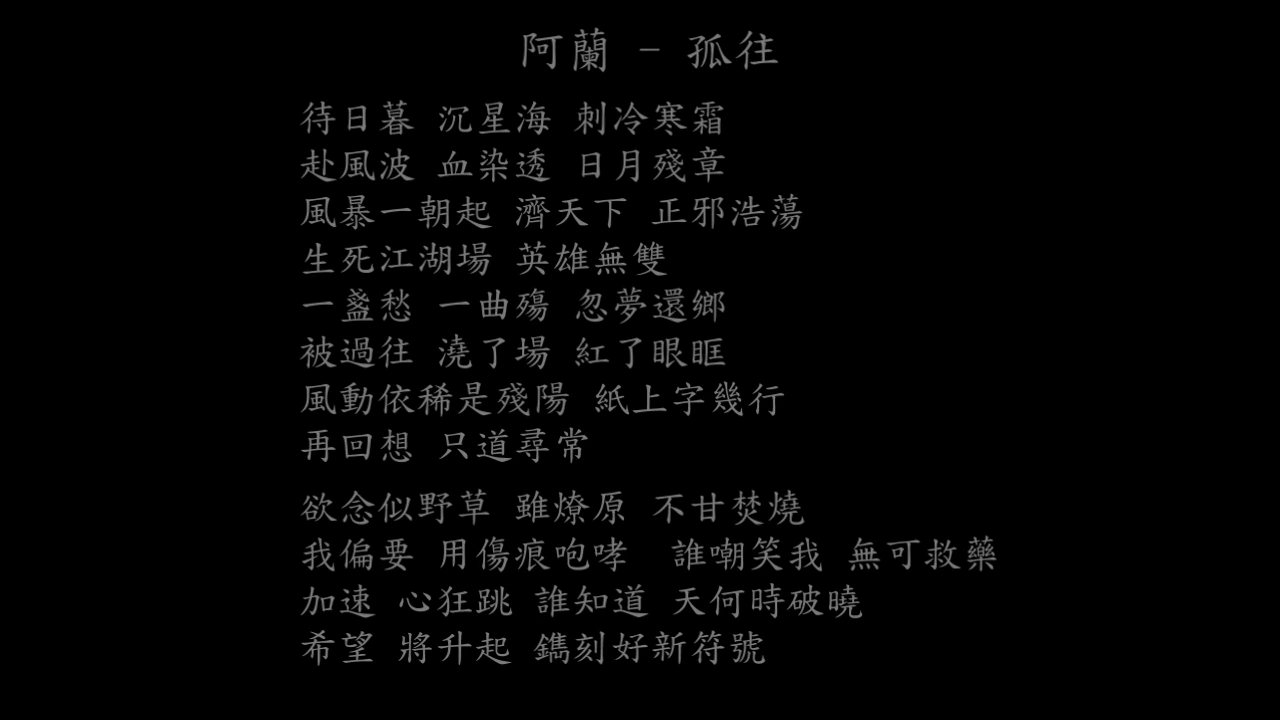 阿蘭 - 孤往
待日暮 沉星海 刺冷寒霜
赴風波 血染透 日月殘章
風暴一朝起 濟天下 正邪浩蕩
生死江湖場 英雄無雙
一盞愁 一曲殤 忽夢還鄉
被過往 澆了場 紅了眼眶
風動依稀是殘陽 紙上字幾行
再回想 只道尋常
欲念似野草 雖燎原 不甘焚燒
我偏要 用傷痕咆哮 誰嘲笑我 無可救藥
加速 心狂跳 誰知道 天何時破曉
希望 將升起 鐫刻好新符號